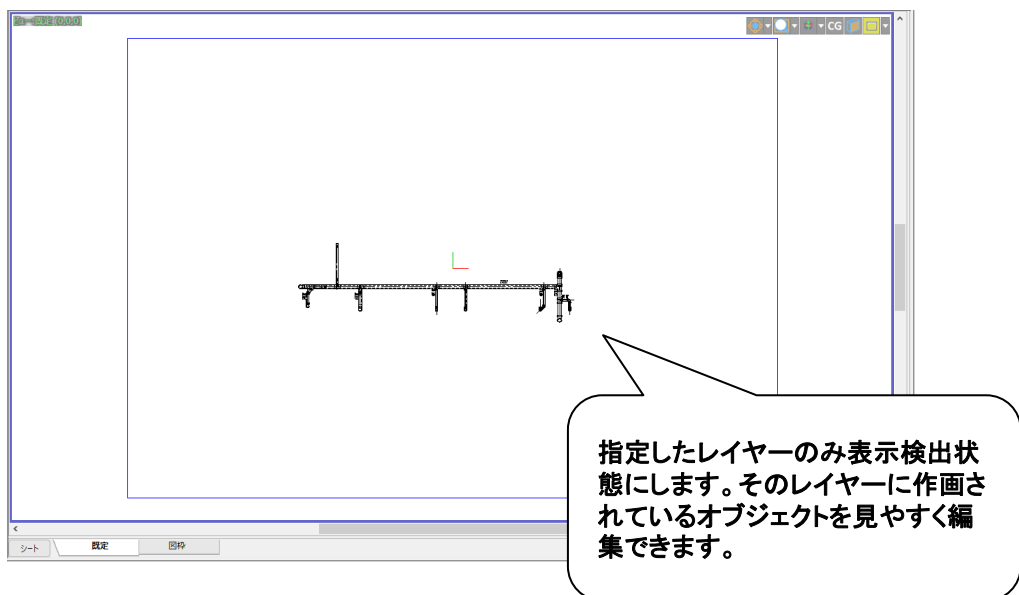 CG
指定したレイヤーのみ表示検出状
態にします。そのレイヤーに作画さ
れているオブジェクトを見やすく編
集できます。
シート
既定
図枠